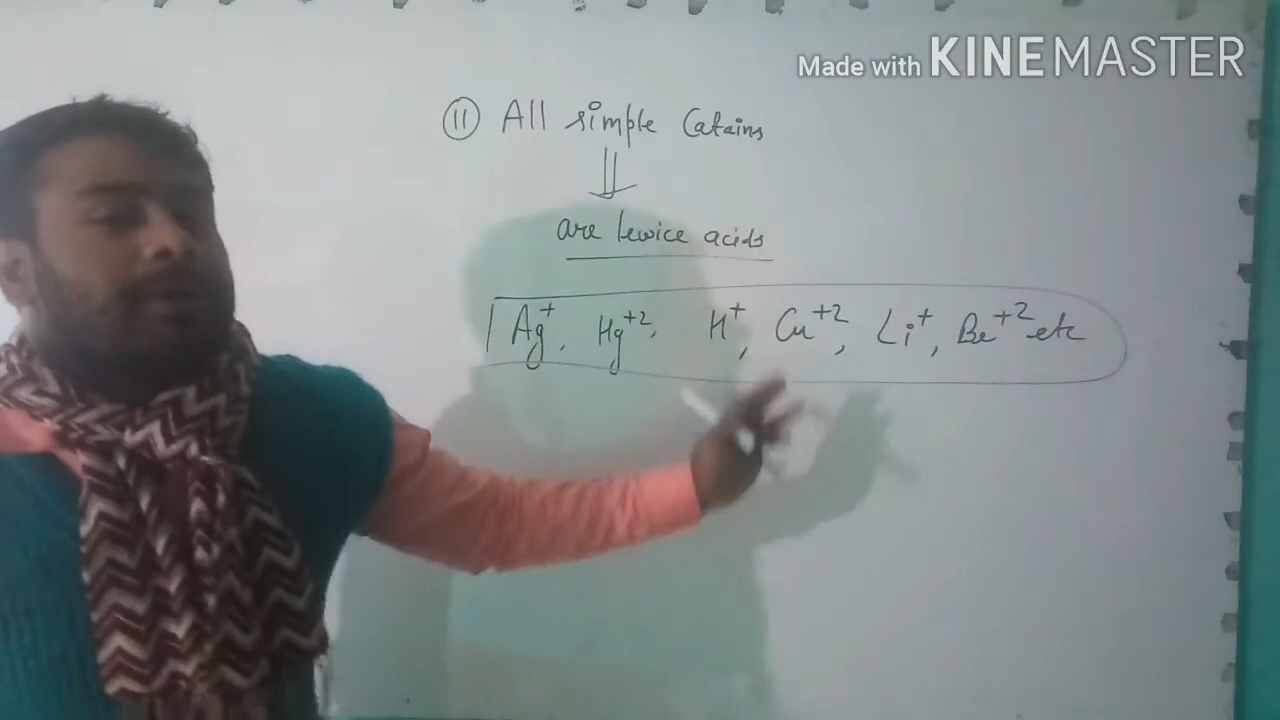 Made with KINEMASTER
11 All simple Catains
are lewice acids
Ag+, Hg+2, H+, Cu+2, Li+, Be+2 etc